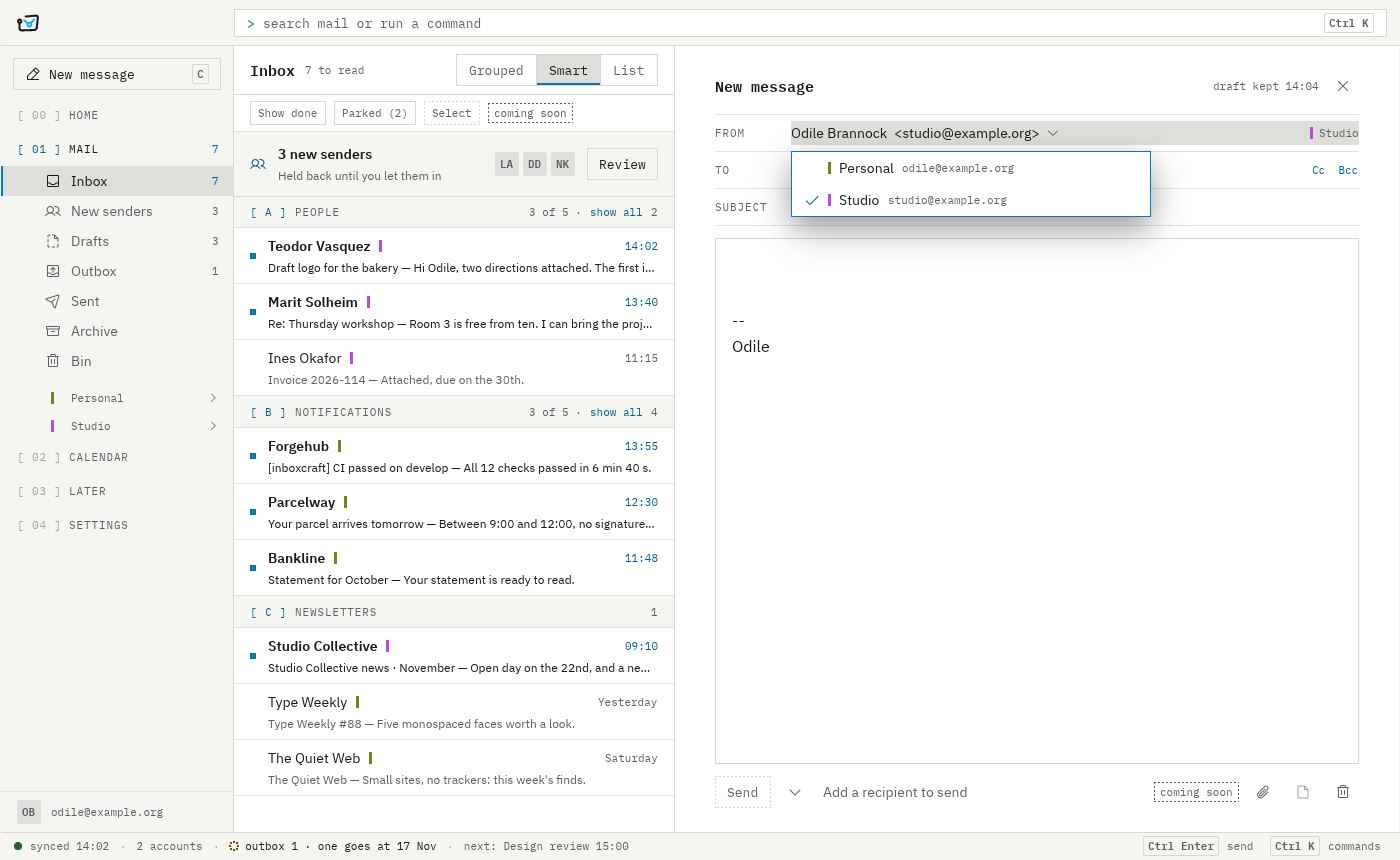 > search mail or run a command Ctrl K
New message C
[ 00 ] HOME
[ 01 ] MAIL 7
Inbox 7
New senders 3
Drafts 3
Outbox 1
Sent
Archive
Bin
Personal
Studio
[ 02 ] CALENDAR
[ 03 ] LATER
[ 04 ] SETTINGS
OB odile@example.org
Inbox 7 to read Grouped Smart List
Show done Parked (2) Select coming soon
3 new senders
Held back until you let them in
LA DD NK Review
[ A ] PEOPLE 3 of 5 · show all 2
Teodor Vasquez 14:02
Draft logo for the bakery — Hi Odile, two directions attached. The first i…
Marit Solheim 13:40
Re: Thursday workshop — Room 3 is free from ten. I can bring the proj…
Ines Okafor 11:15
Invoice 2026-114 — Attached, due on the 30th.
[ B ] NOTIFICATIONS 3 of 5 · show all 4
Forgehub 13:55
[inboxcraft] CI passed on develop — All 12 checks passed in 6 min 40 s.
Parcelway 12:30
Your parcel arrives tomorrow — Between 9:00 and 12:00, no signature…
Bankline 11:48
Statement for October — Your statement is ready to read.
[ C ] NEWSLETTERS 1
Studio Collective 09:10
Studio Collective news · November — Open day on the 22nd, and a ne…
Type Weekly Yesterday
Type Weekly #88 — Five monospaced faces worth a look.
The Quiet Web Saturday
The Quiet Web — Small sites, no trackers: this week's finds.
New message draft kept 14:04
FROM Odile Brannock <studio@example.org> Studio
TO Cc Bcc
Personal odile@example.org
Studio studio@example.org
SUBJECT
--
Odile
Send Add a recipient to send coming soon
synced 14:02 · 2 accounts · outbox 1 · one goes at 17 Nov · next: Design review 15:00 Ctrl Enter send Ctrl K commands